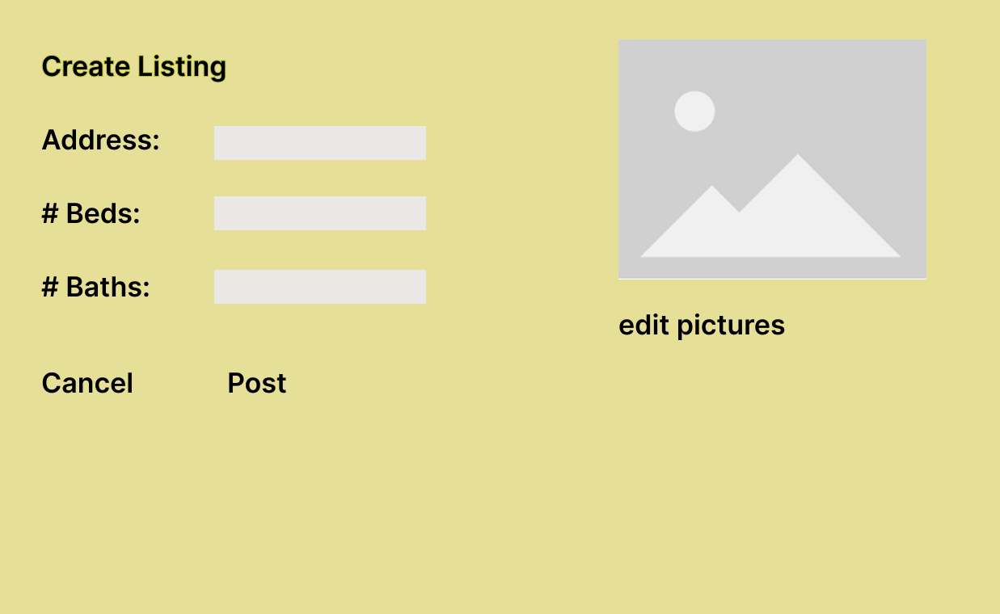 Create Listing
Address:
# Beds:
# Baths:
Cancel
Post
edit pictures